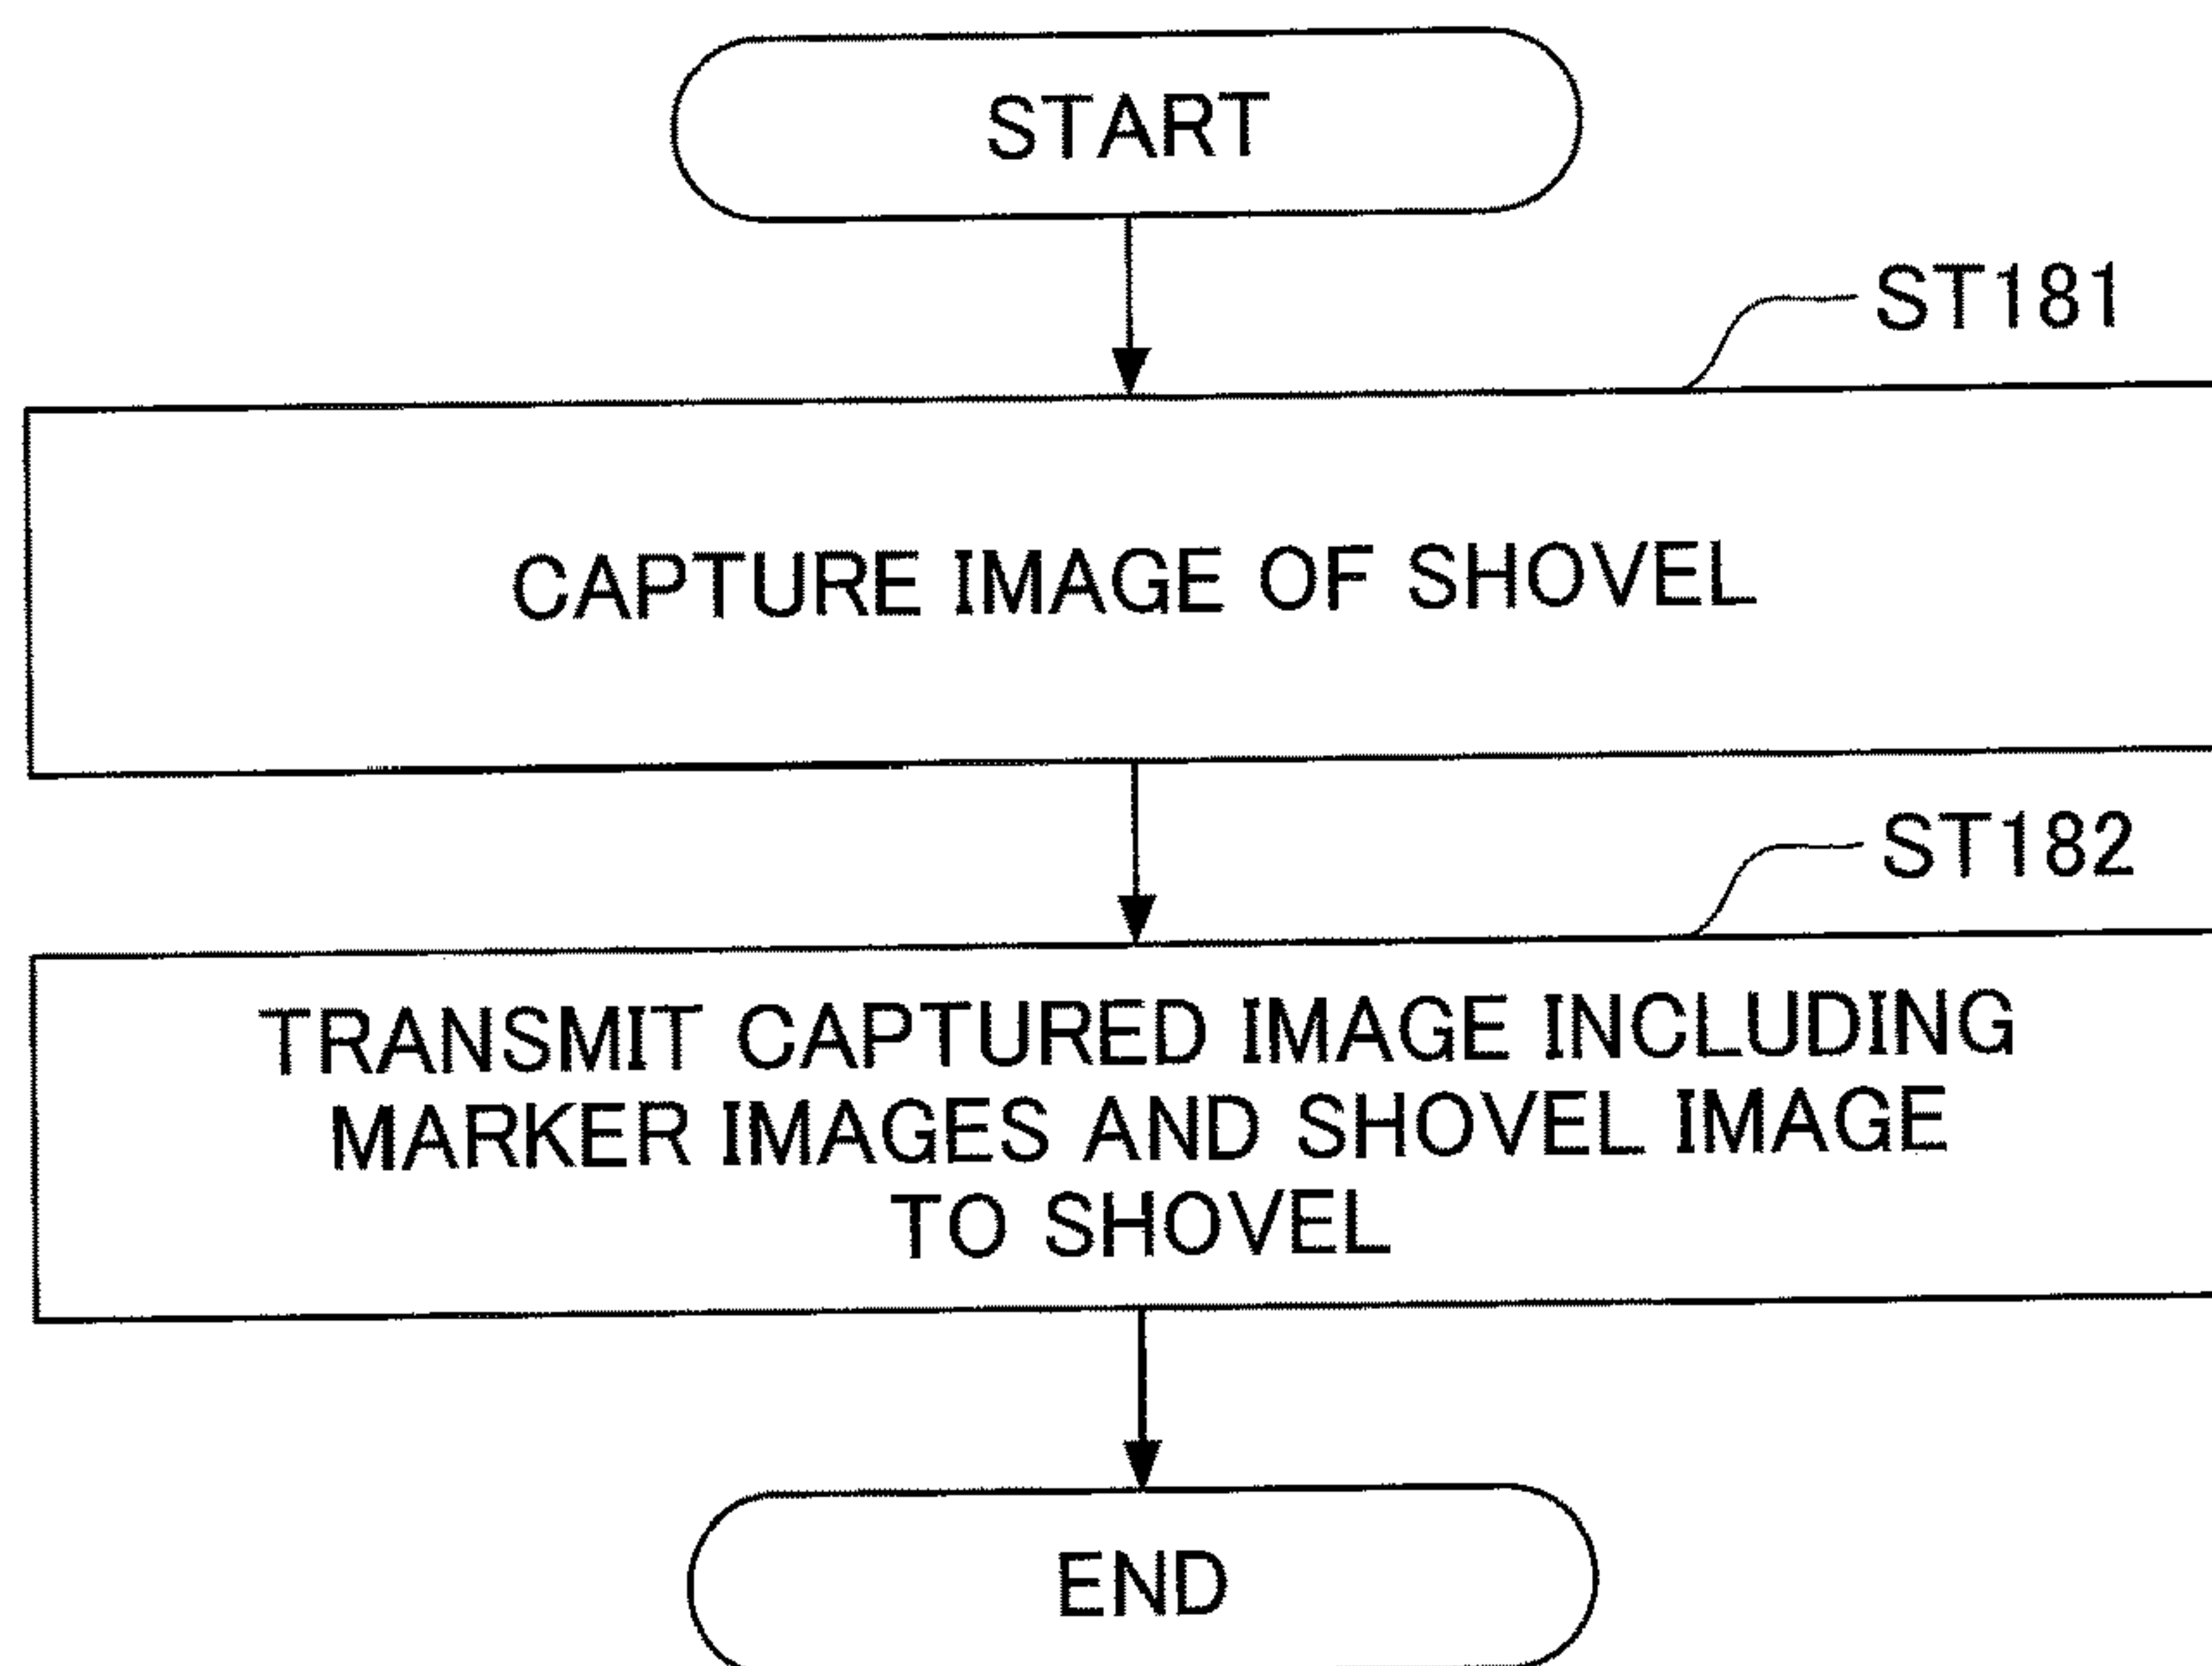 START
ST181
CAPTURE IMAGE OF SHOVEL
ST182
TRANSMIT CAPTURED IMAGE INCLUDING
MARKER IMAGES AND SHOVEL IMAGE
TO SHOVEL
END